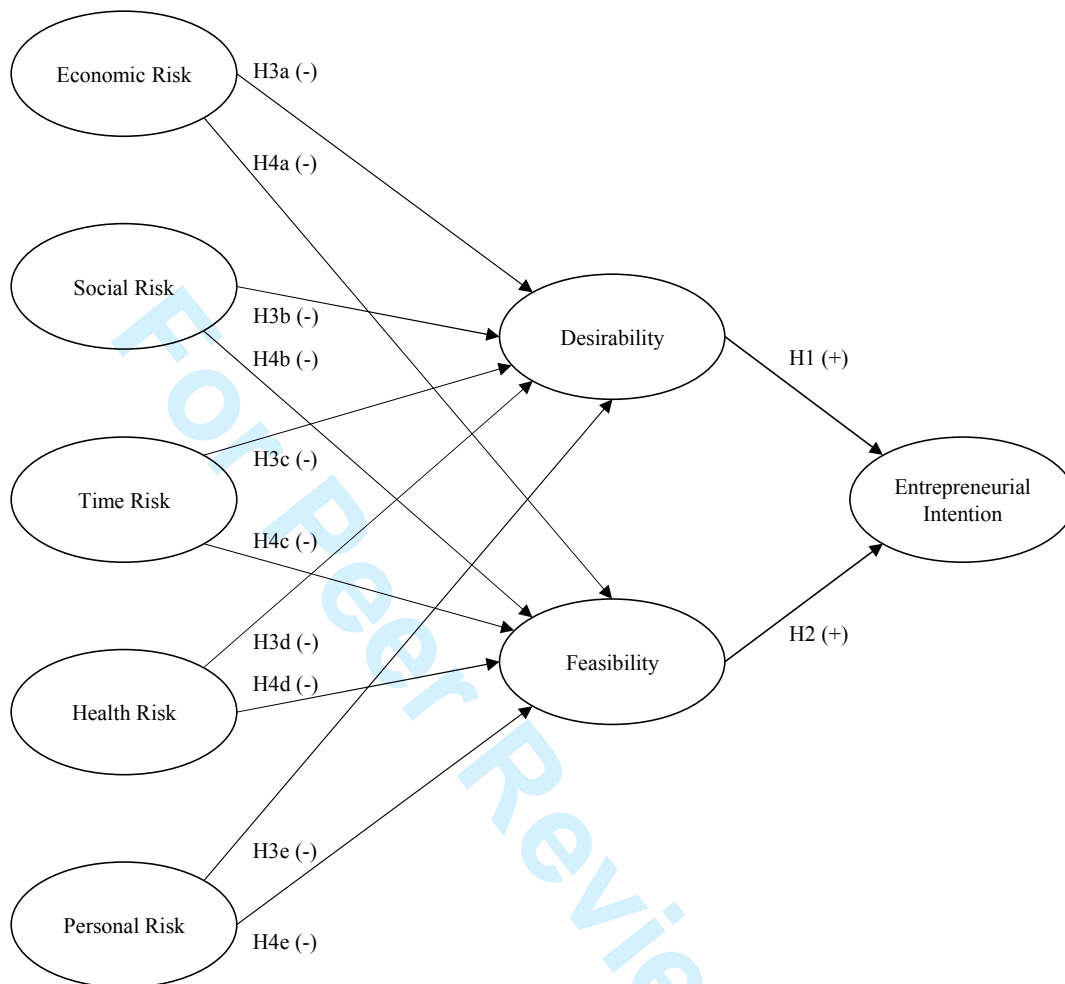 Economic Risk
H3a (-)
H4a (-)
Social Risk
H3b (-)
H4b (-)
Desirability
H1 (+)
Time Risk
H3c (-)
H4c (-)
Entrepreneurial
Intention
Health Risk
H3d (-)
H4d (-)
Feasibility
H2 (+)
Personal Risk
H3e (-)
H4e (-)
For Peer Revie